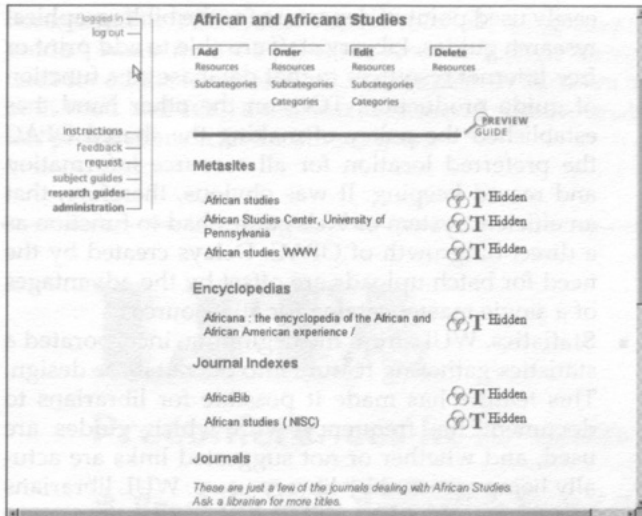 African and Africana Studies
log out
Add Order Edit Delete
Resources Resources Resources Resources
Subcategories Subcategories Subcategories
Categories Categories
PREVIEW
GUIDE
instructions
feedback
request
subject guides
research guides
administration
Metasites
African studies T Hidden
African Studies Center, University of
Pennsylvania T Hidden
African studies WWW T Hidden
Encyclopedias
Africana : the encyclopedia of the African and
African American experience / T Hidden
Journal Indexes
AfricaBib T Hidden
African studies ( NISC) T Hidden
Journals
These are just a few of the journals dealing with African Studies.
Ask a librarian for more titles.